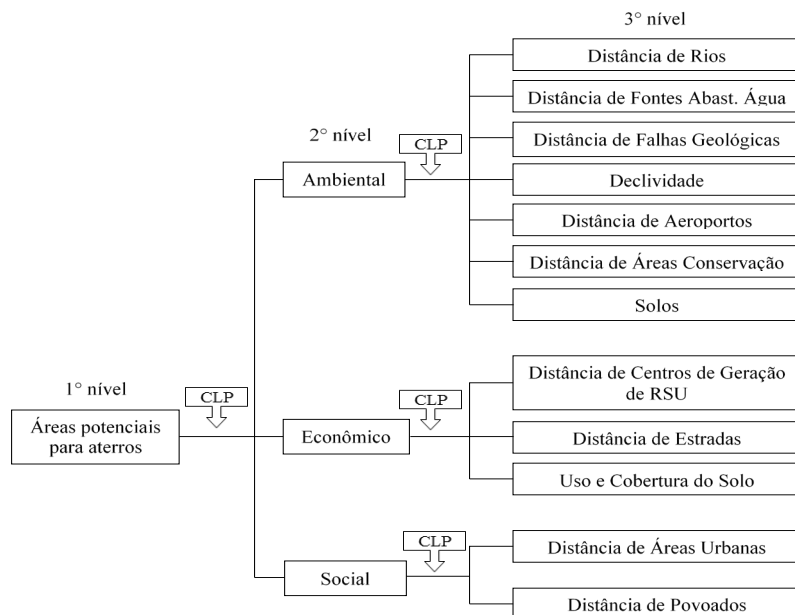 3° nível
Distância de Rios
Distância de Fontes Abast. Água
2° nível
CLP
Distância de Falhas Geológicas
Ambiental
Declividade
Distância de Aeroportos
Distância de Áreas Conservação
Solos
1° nível
CLP
Áreas potenciais
para aterros
CLP
Econômico
Distância de Centros de Geração
de RSU
Distância de Estradas
Uso e Cobertura do Solo
CLP
Social
Distância de Áreas Urbanas
Distância de Povoados